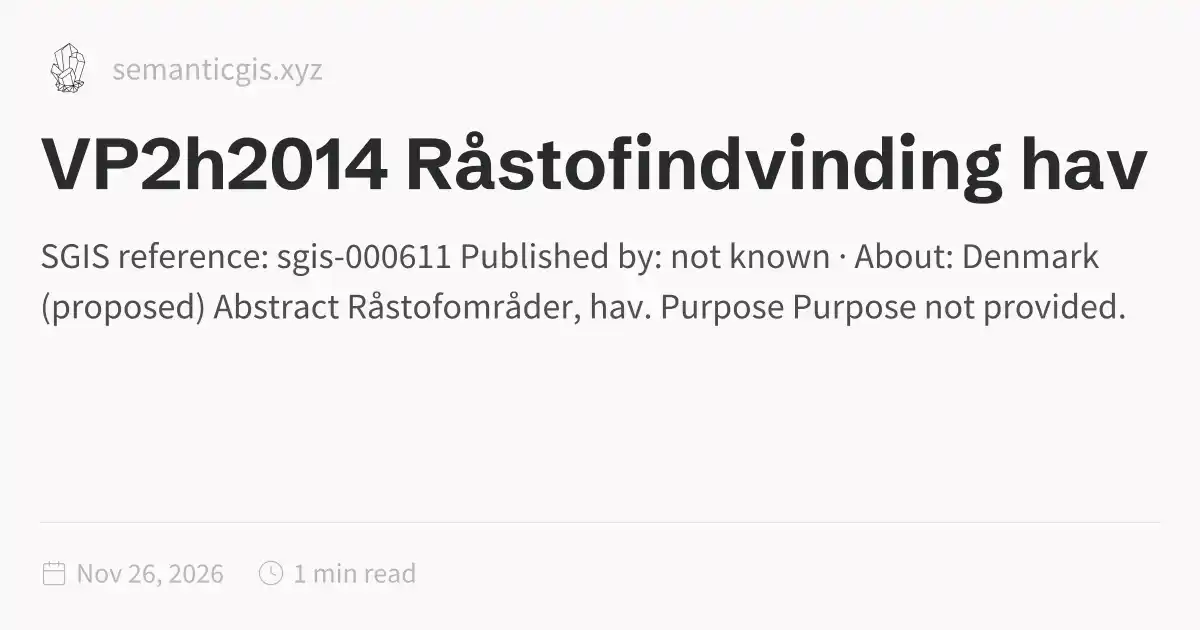 semanticgis.xyz
VP2h2014 Råstofindvinding hav
SGIS reference: sgis-000611 Published by: not known · About: Denmark
(proposed) Abstract Råstofområder, hav. Purpose Purpose not provided.
Nov 26, 2026 1 min read